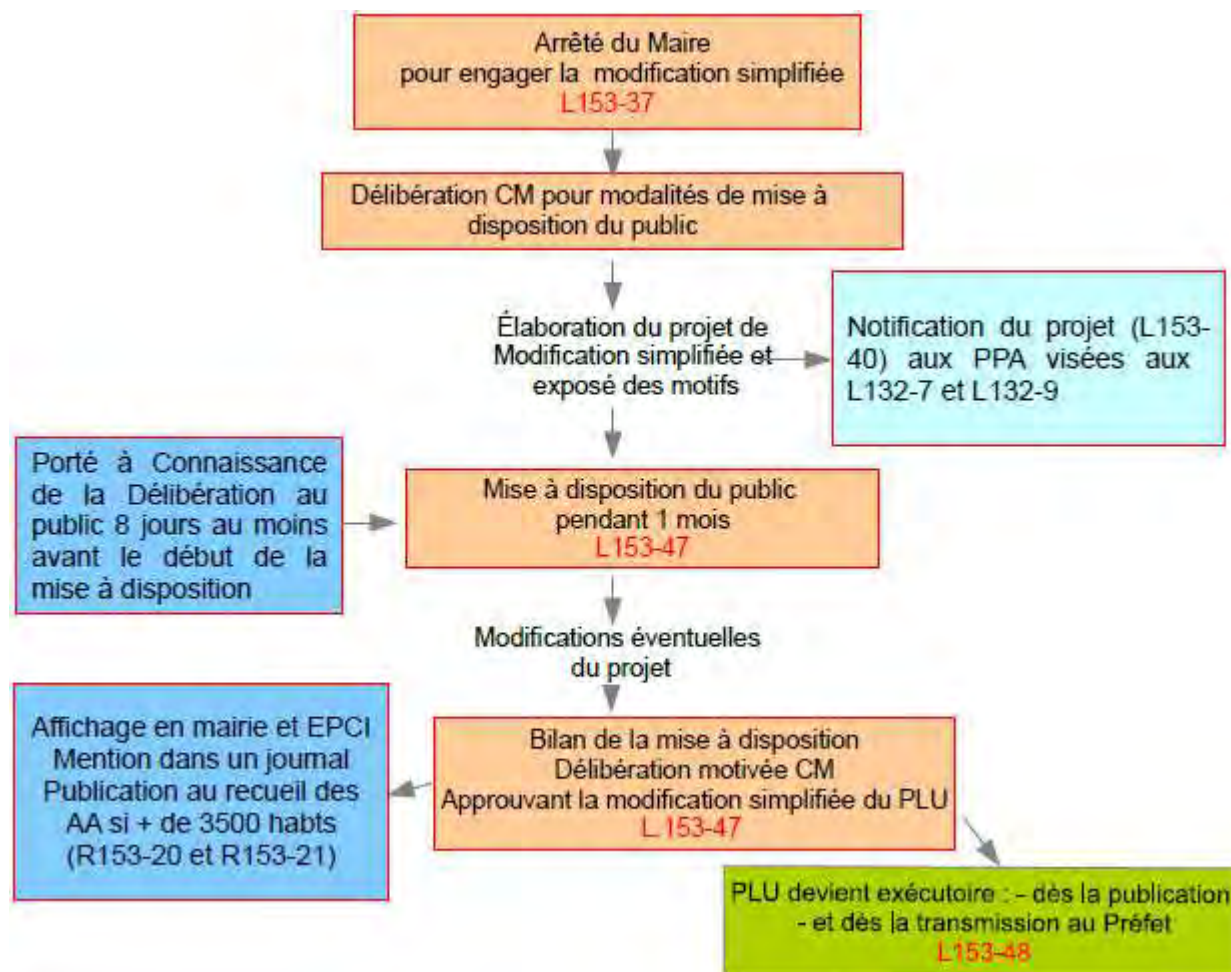 Arrêté du Maire
pour engager la modification simplifiée
L153-37
Délibération CM pour modalités de mise à
disposition du public
Élaboration du projet de
Modification simplifiée et
exposé des motifs
Notification du projet (L153-
40) aux PPA visées aux
L132-7 et L132-9
Porté à Connaissance
de la Délibération au
public 8 jours au moins
avant le début de la
mise à disposition
Mise à disposition du public
pendant 1 mois
L153-47
Modifications éventuelles
du projet
Affichage en mairie et EPCI
Mention dans un journal
Publication au recueil des
AA si + de 3500 habts
(R153-20 et R153-21)
Bilan de la mise à disposition
Délibération motivée CM
Approuvant la modification simplifiée du PLU
L.153-47
PLU devient exécutoire : - dès la publication
- et dès la transmission au Préfet
L153-48